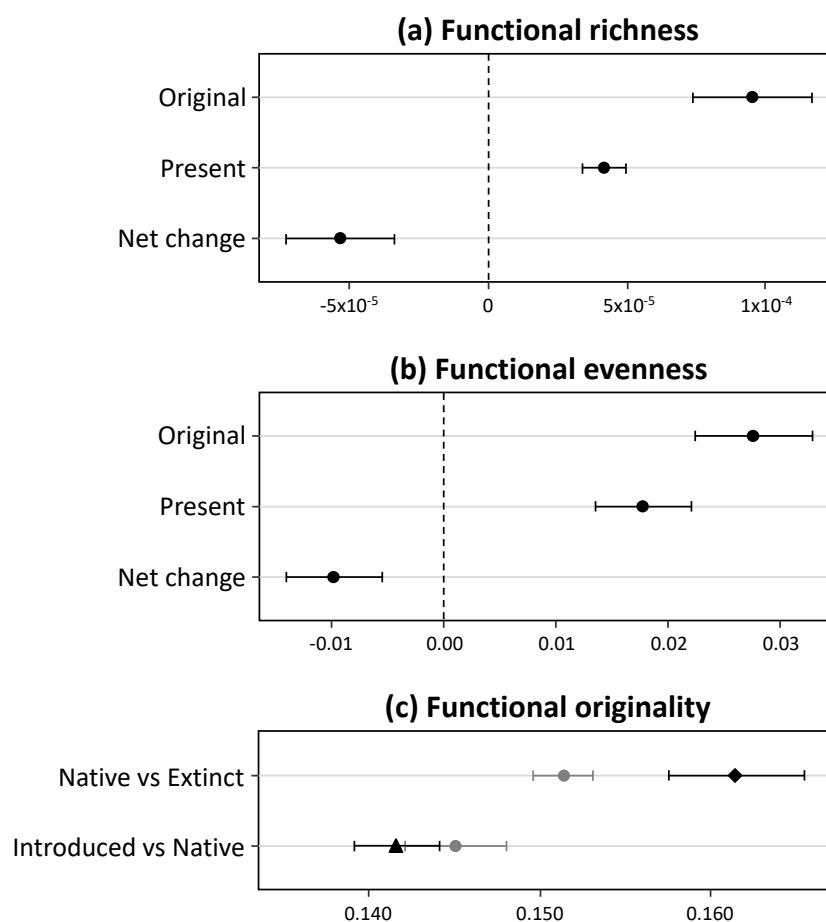 (a) Functional richness
Original
Present
Net change
-5x10⁻⁵ 0 5x10⁻⁵ 1x10⁻⁴
(b) Functional evenness
Original
Present
Net change
-0.01 0.00 0.01 0.02 0.03
(c) Functional originality
Native vs Extinct
Introduced vs Native
0.140 0.150 0.160